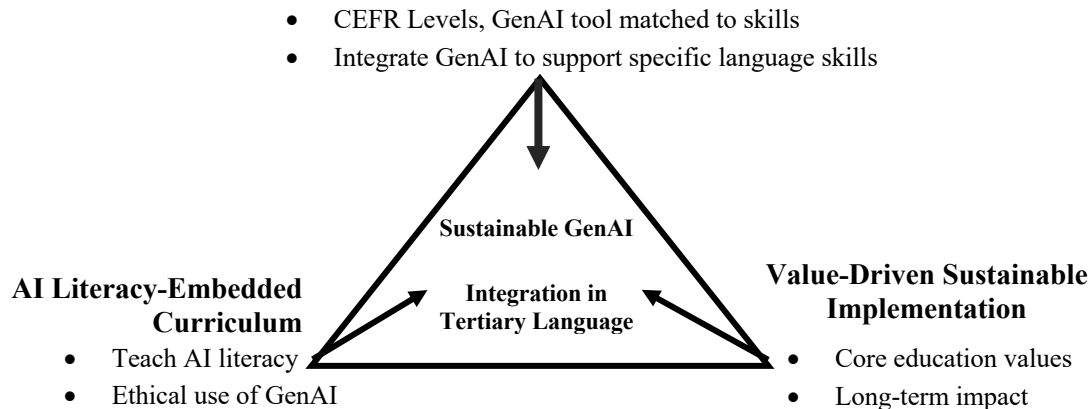 • CEFR Levels, GenAI tool matched to skills
• Integrate GenAI to support specific language skills
Sustainable GenAI
Integration in
Tertiary Language
AI Literacy-Embedded
Curriculum
• Teach AI literacy
• Ethical use of GenAI
Value-Driven Sustainable
Implementation
• Core education values
• Long-term impact